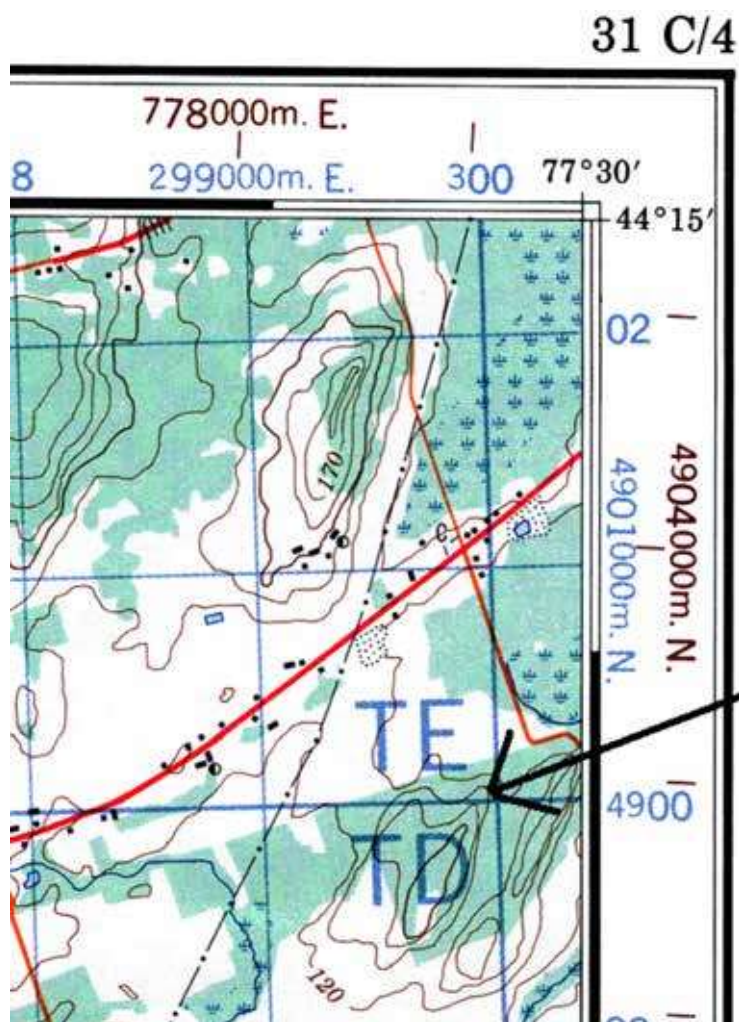 31 C/4
778000m. E.
8 299000m. E. 300 77°30′
44°15′
02
170
4901000m. N.
4904000m. N.
TE
4900
TD
120